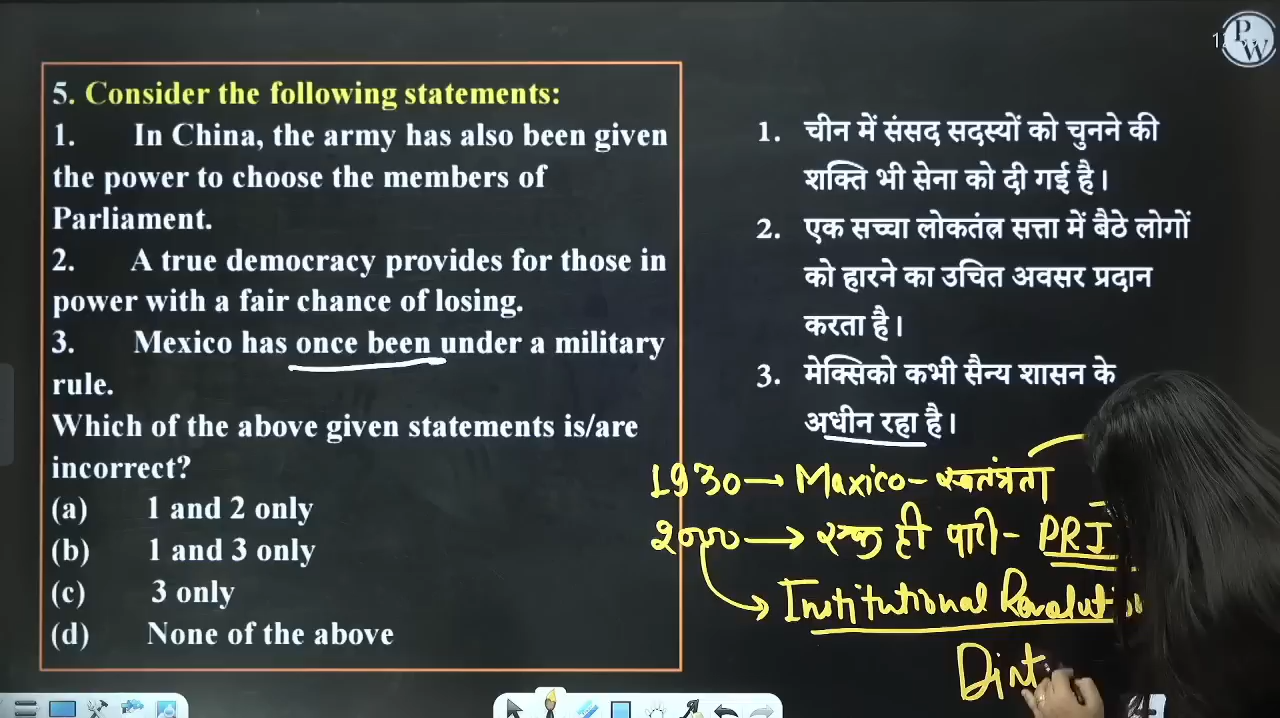 PW
5. Consider the following statements:
1. In China, the army has also been given
the power to choose the members of
Parliament.
2. A true democracy provides for those in
power with a fair chance of losing.
3. Mexico has once been under a military
rule.
Which of the above given statements is/are
incorrect?
(a) 1 and 2 only
(b) 1 and 3 only
(c) 3 only
(d) None of the above
1. चीन में संसद सदस्यों को चुनने की
शक्ति भी सेना को दी गई है।
2. एक सच्चा लोकतंत्र सत्ता में बैठे लोगों
को हारने का उचित अवसर प्रदान
करता है।
3. मेक्सिको कभी सैन्य शासन के
अधीन रहा है।
1930 → Maxico - स्वतंत्रता
2000 → एक ही पार्टी - PRI
→ Institutional